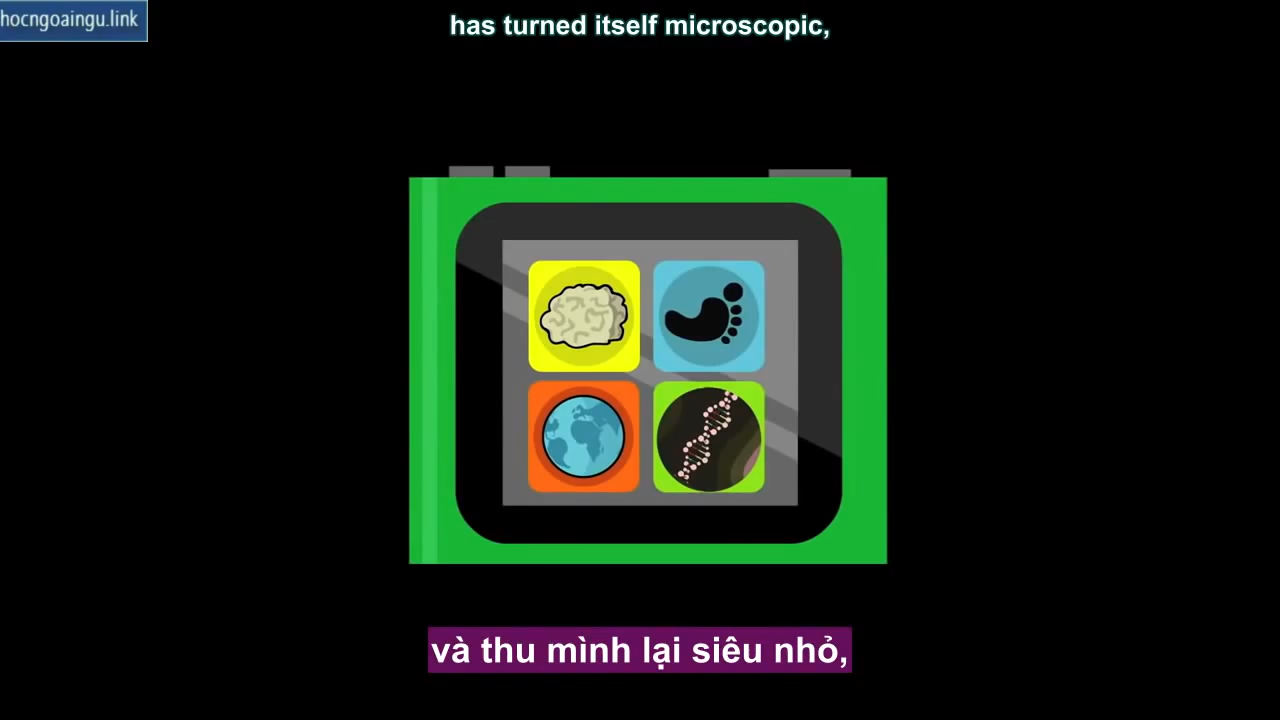 hocngoaingu.link
has turned itself microscopic,
và thu mình lại siêu nhỏ,